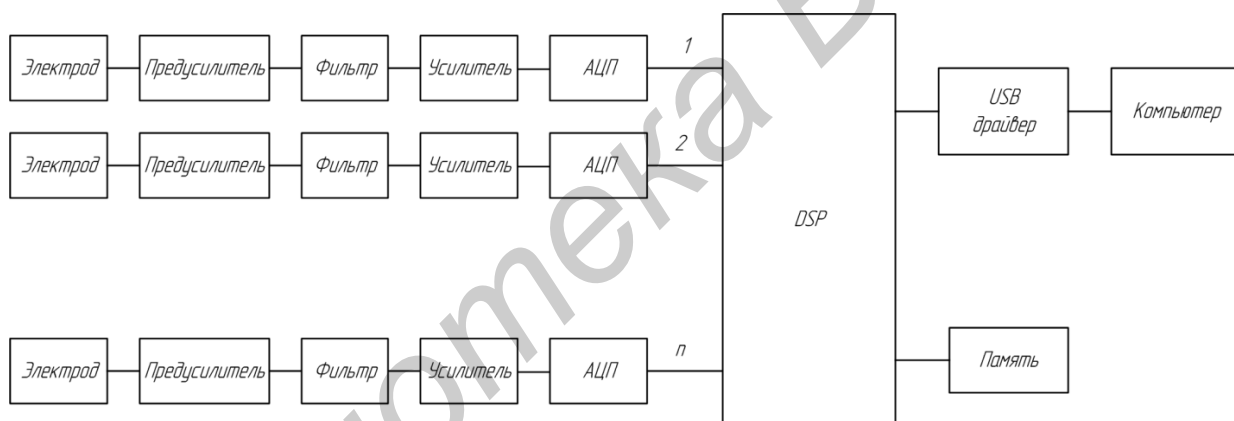 Электрод Предусилитель Фильтр Усилитель АЦП 1
Электрод Предусилитель Фильтр Усилитель АЦП 2
Электрод Предусилитель Фильтр Усилитель АЦП n
DSP
USB
драйвер
Компьютер
Память